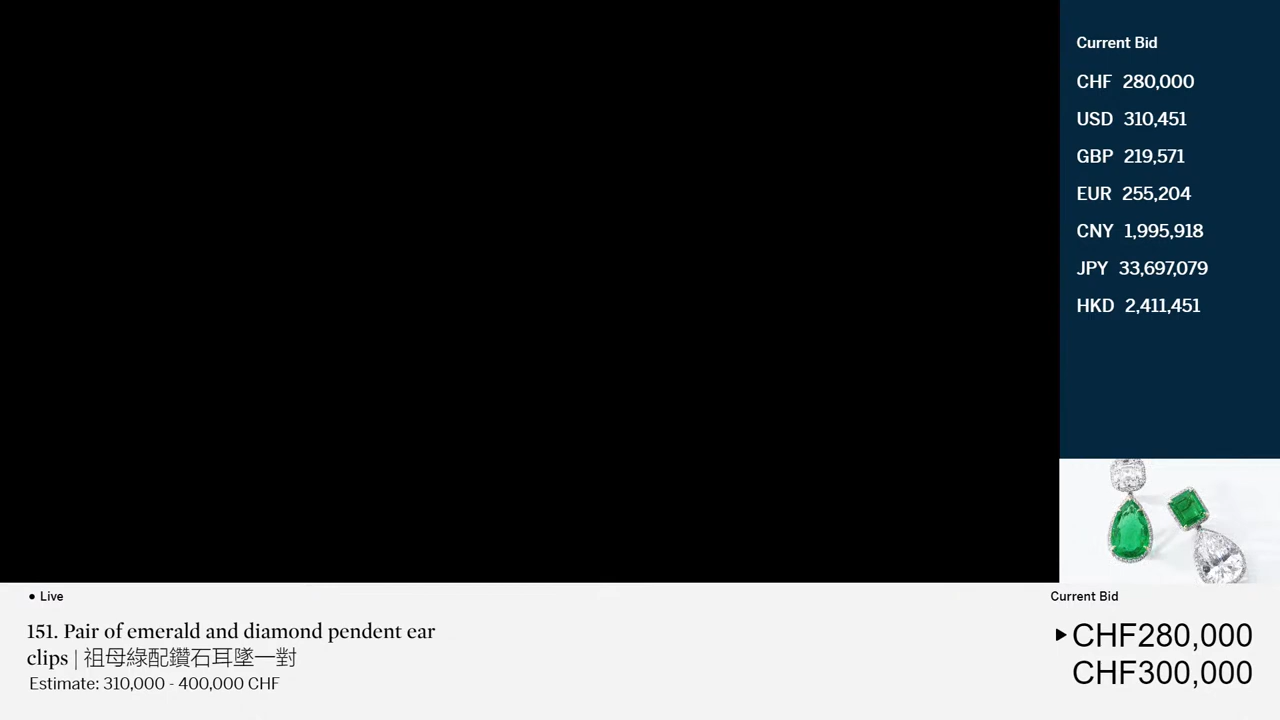 Current Bid
CHF 280,000
USD 310,451
GBP 219,571
EUR 255,204
CNY 1,995,918
JPY 33,697,079
HKD 2,411,451
• Live
151. Pair of emerald and diamond pendent ear
clips | 祖母綠配鑽石耳墜一對
Estimate: 310,000 - 400,000 CHF
Current Bid
CHF280,000
CHF300,000